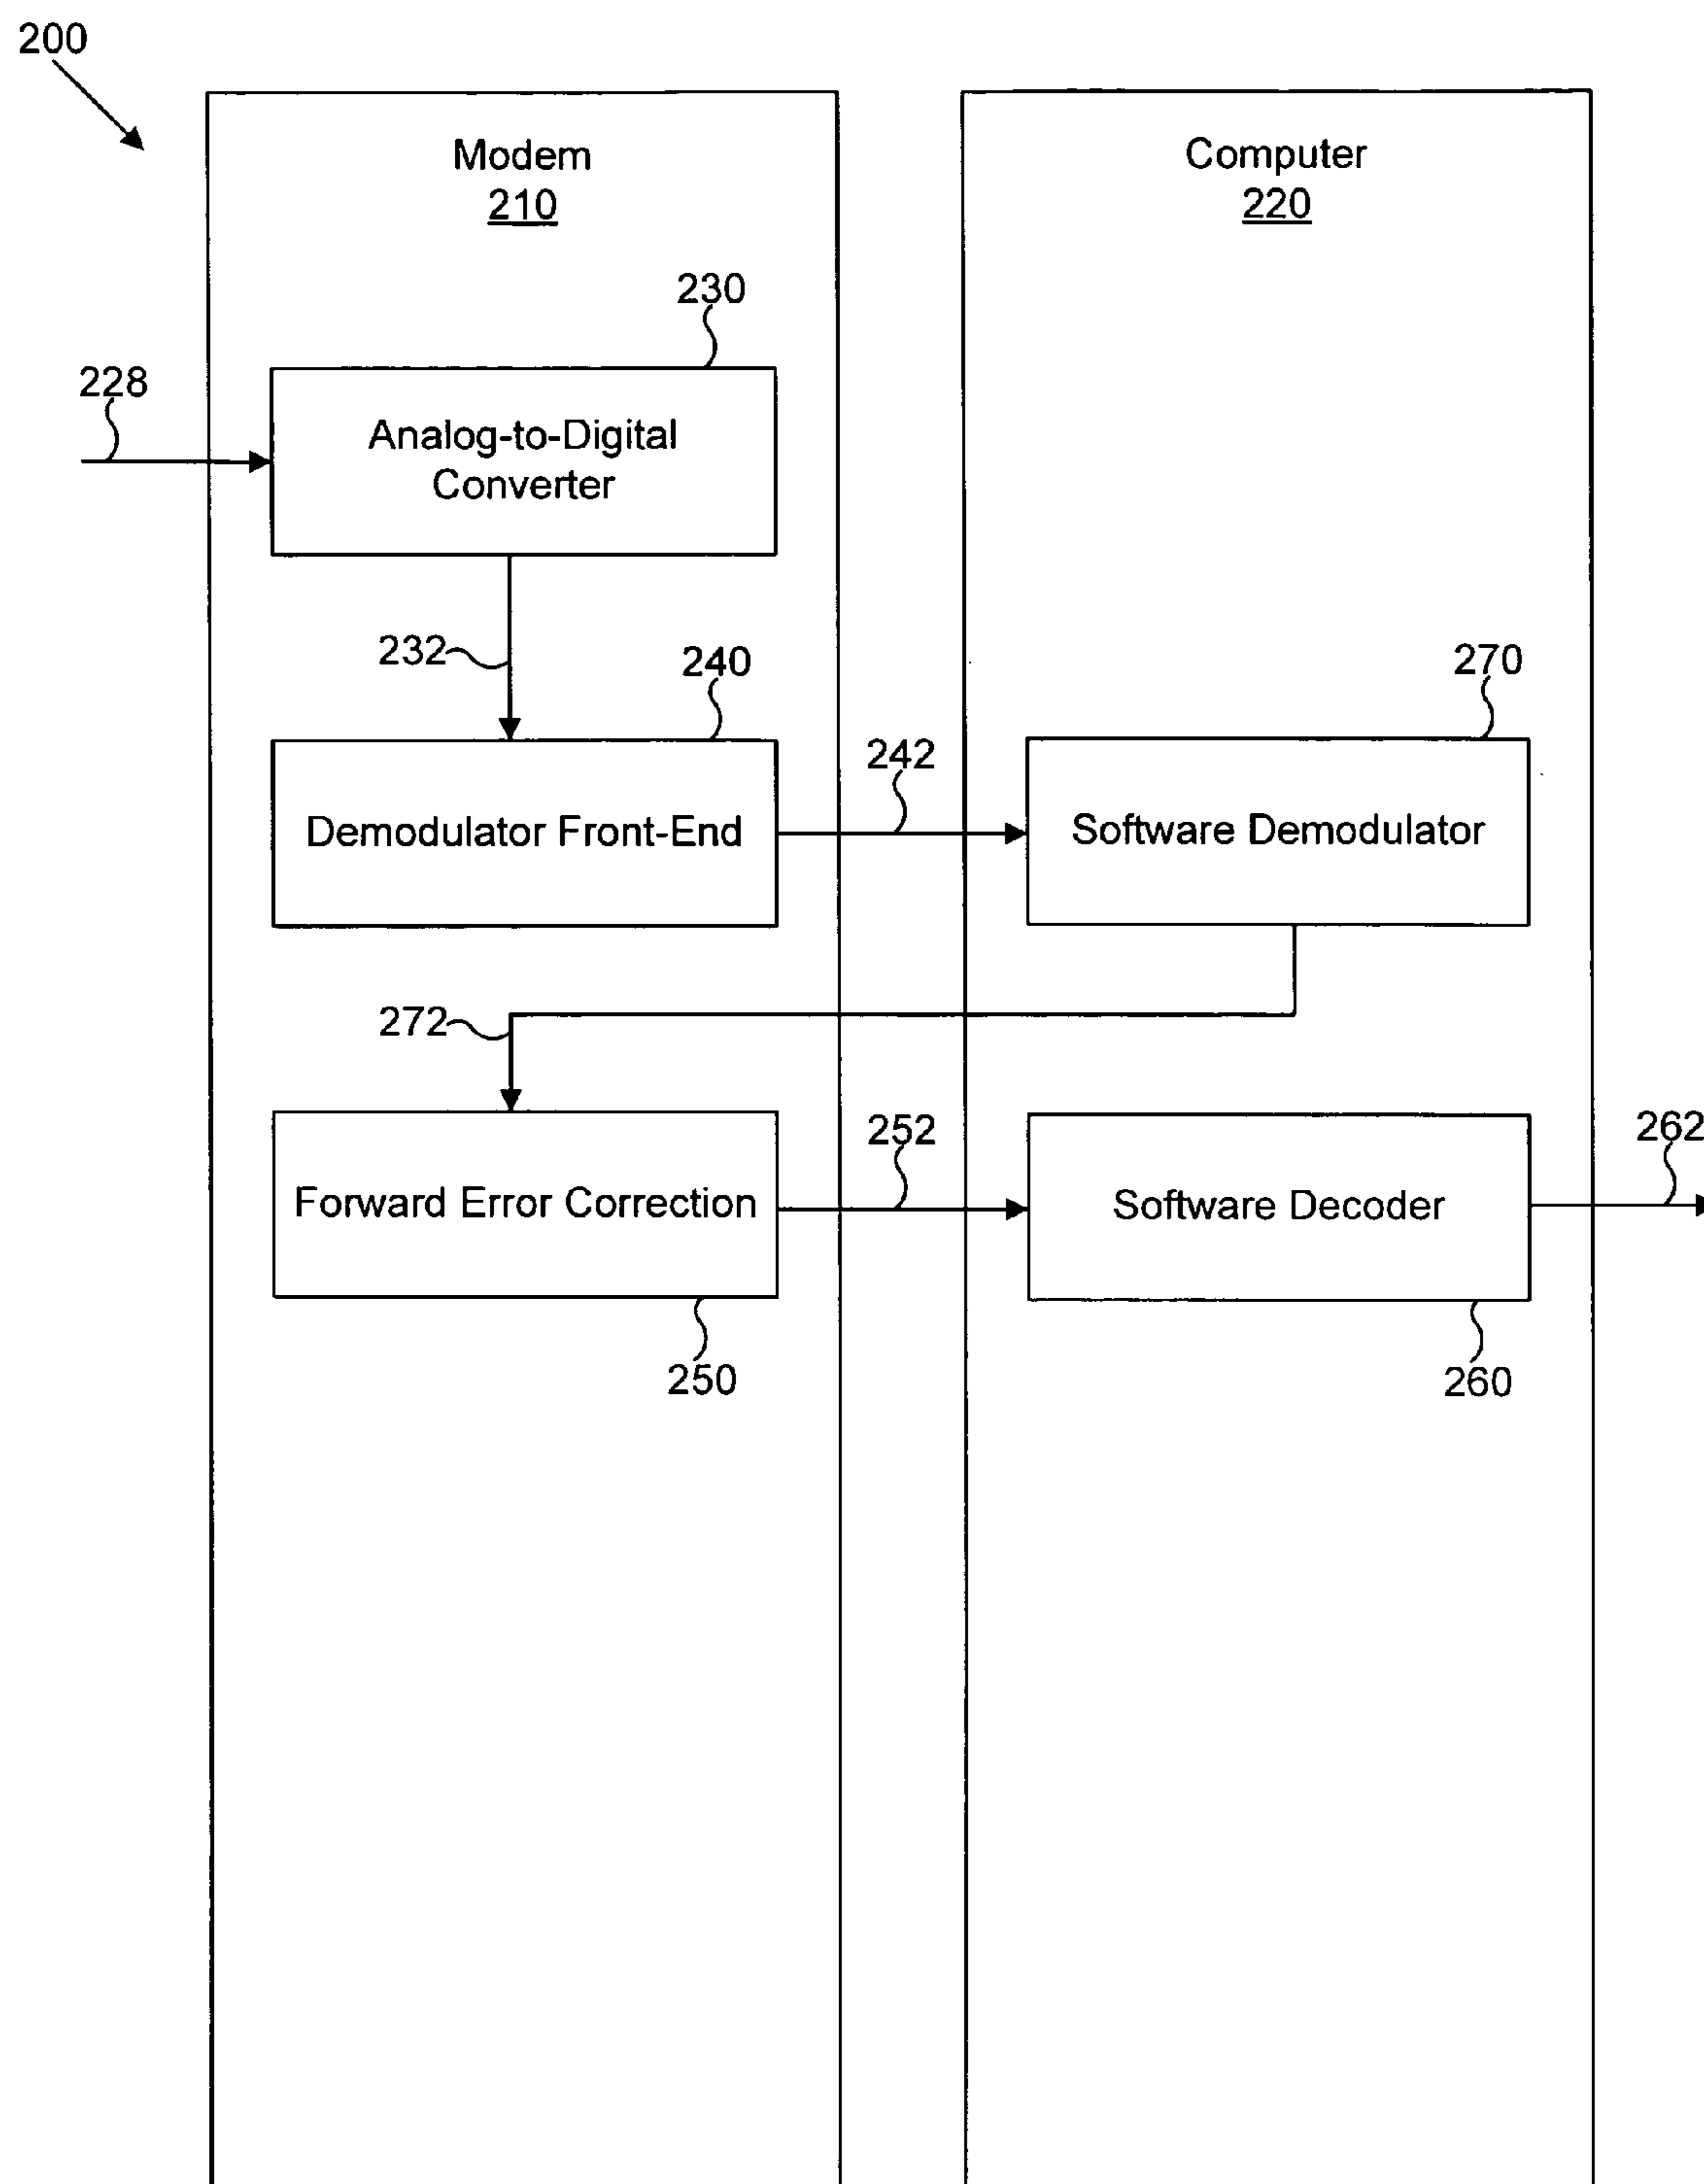 200
Modem
210
Computer
220
230
228
Analog-to-Digital
Converter
232
240
270
242
Demodulator Front-End
Software Demodulator
272
252
262
Forward Error Correction
Software Decoder
250
260